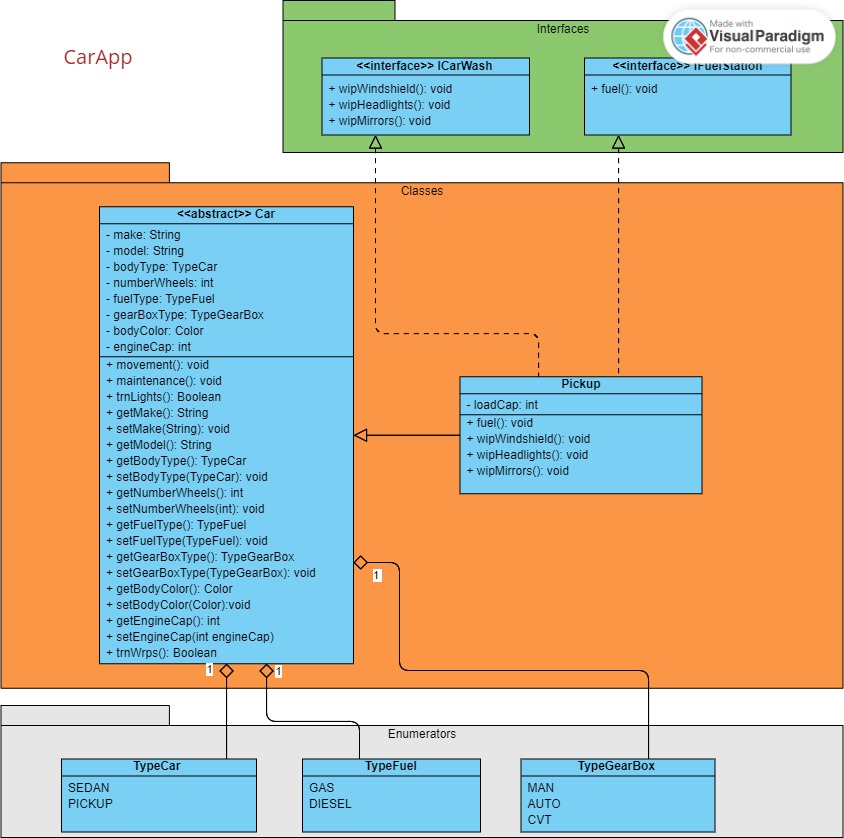 CarApp
Interfaces
Made with
VisualParadigm
For non-commercial use
<<interface>> ICarWash
+ wipWindshield(): void
+ wipHeadlights(): void
+ wipMirrors(): void
<<interface>> IFuelStation
+ fuel(): void
Classes
<<abstract>> Car
- make: String
- model: String
- bodyType: TypeCar
- numberWheels: int
- fuelType: TypeFuel
- gearBoxType: TypeGearBox
- bodyColor: Color
- engineCap: int
+ movement(): void
+ maintenance(): void
+ trnLights(): Boolean
+ getMake(): String
+ setMake(String): void
+ getModel(): String
+ getBodyType(): TypeCar
+ setBodyType(TypeCar): void
+ getNumberWheels(): int
+ setNumberWheels(int): void
+ getFuelType(): TypeFuel
+ setFuelType(TypeFuel): void
+ getGearBoxType(): TypeGearBox
+ setGearBoxType(TypeGearBox): void
+ getBodyColor(): Color
+ setBodyColor(Color):void
+ getEngineCap(): int
+ setEngineCap(int engineCap)
+ trnWrps(): Boolean
Pickup
- loadCap: int
+ fuel(): void
+ wipWindshield(): void
+ wipHeadlights(): void
+ wipMirrors(): void
1
1
1
Enumerators
TypeCar
SEDAN
PICKUP
TypeFuel
GAS
DIESEL
TypeGearBox
MAN
AUTO
CVT